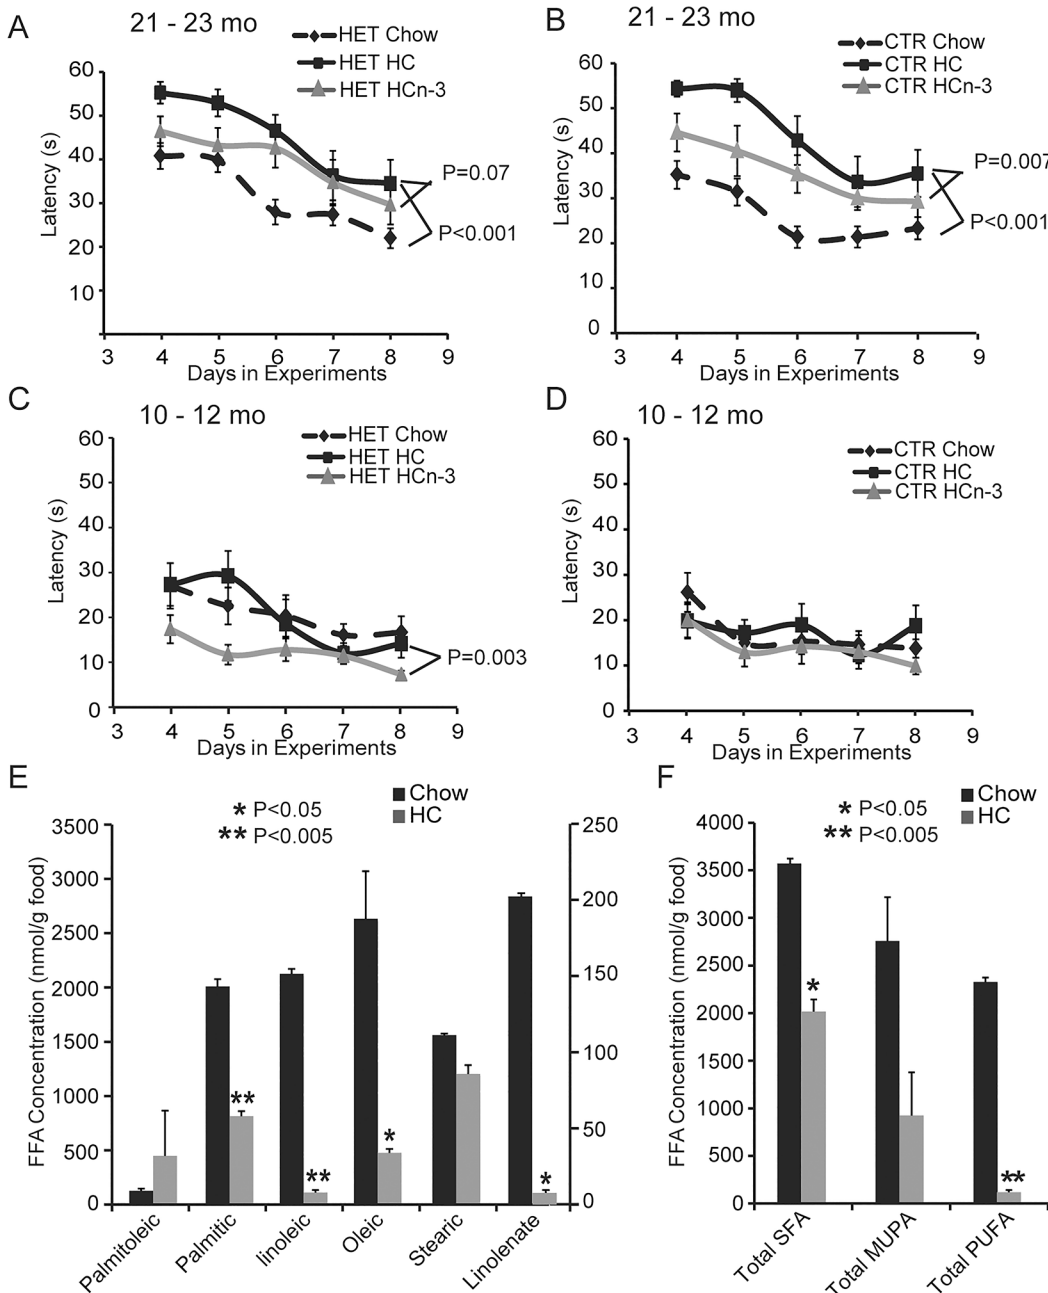 A
21 - 23 mo
HET Chow
HET HC
HET HCn-3
Latency (s)
60
50
40
30
20
10
3 4 5 6 7 8 9
Days in Experiments
P=0.07
P<0.001
B
21 - 23 mo
CTR Chow
CTR HC
CTR HCn-3
Latency (s)
60
50
40
30
20
10
0
3 4 5 6 7 8 9
Days in Experiments
P=0.007
P<0.001
C
10 - 12 mo
HET Chow
HET HC
HET HCn-3
Latency (s)
60
50
40
30
20
10
0
3 4 5 6 7 8 9
Days in Experiments
P=0.003
D
10 - 12 mo
CTR Chow
CTR HC
CTR HCn-3
Latency (s)
60
50
40
30
20
10
0
3 4 5 6 7 8 9
Days in Experiments
E
* P<0.05
** P<0.005
Chow
HC
FFA Concentration (nmol/g food)
3500
3000
2500
2000
1500
1000
500
0
250
200
150
100
50
0
**
**
*
*
Palmitoleic
Palmitic
linoleic
Oleic
Stearic
Linolenate
F
* P<0.05
** P<0.005
Chow
HC
FFA Concentration (nmol/g food)
4000
3500
3000
2500
2000
1500
1000
500
0
*
**
Total SFA
Total MUPA
Total PUFA